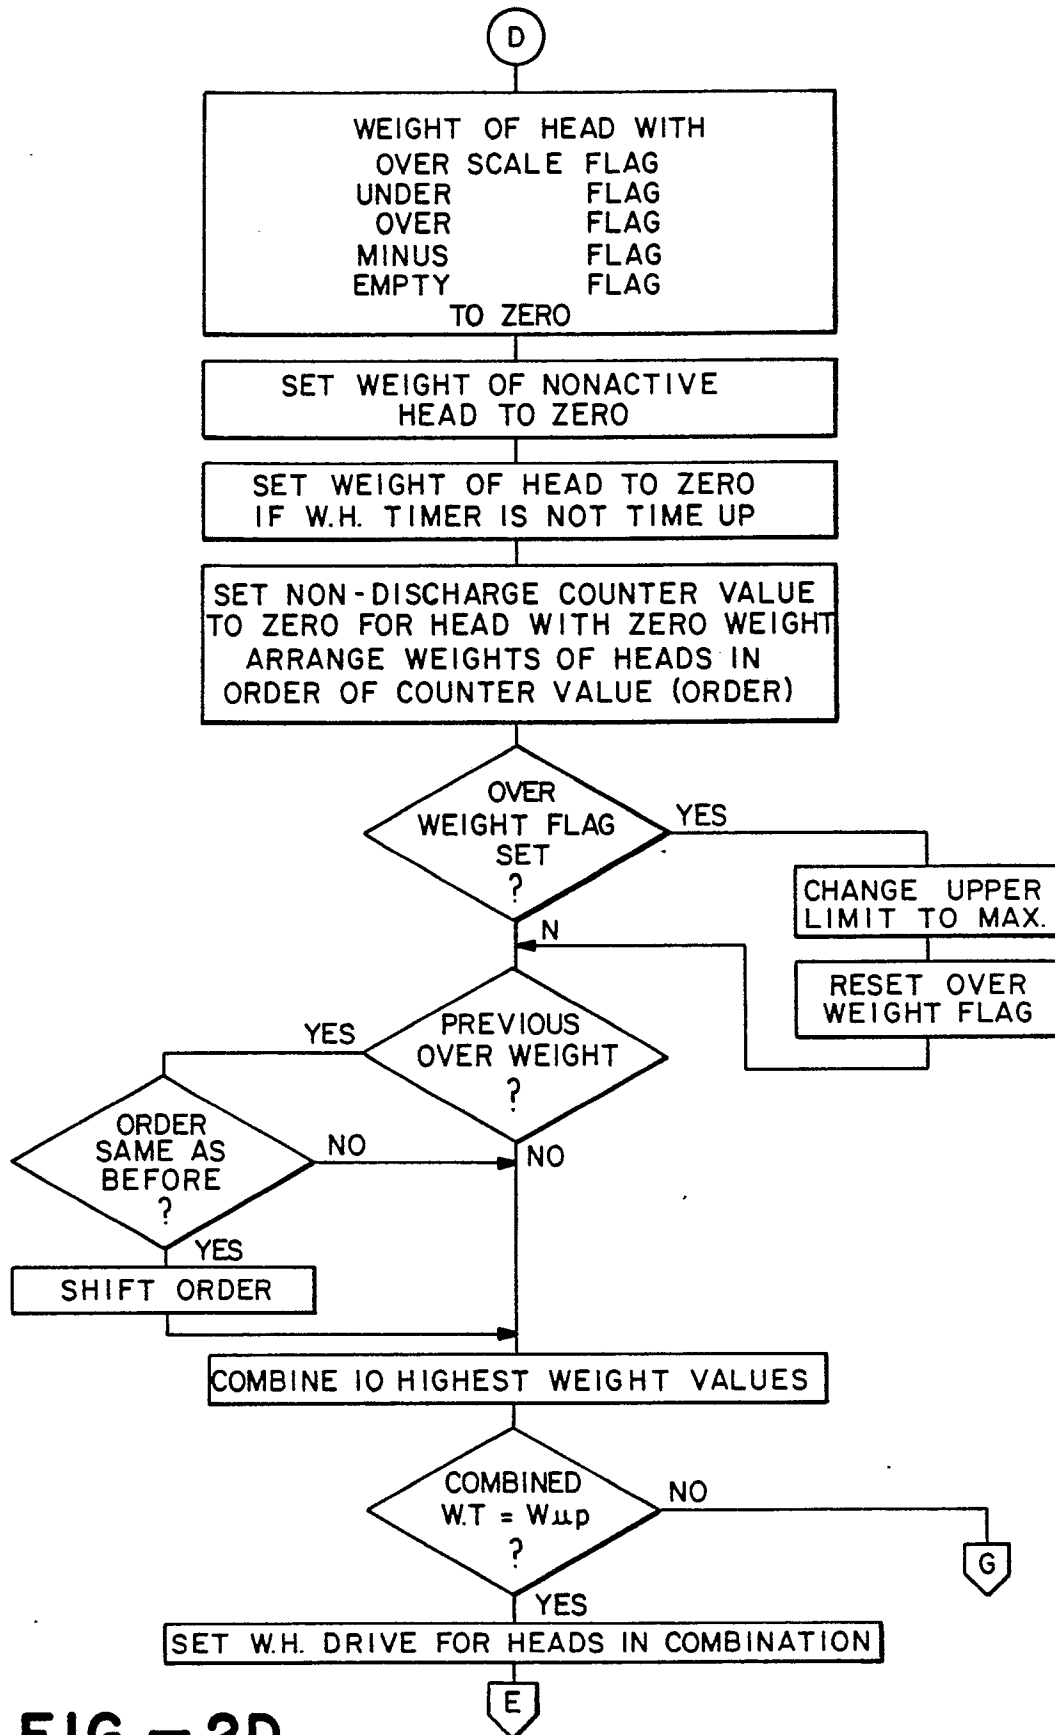 D
WEIGHT OF HEAD WITH
OVER SCALE FLAG
UNDER FLAG
OVER FLAG
MINUS FLAG
EMPTY FLAG
TO ZERO
SET WEIGHT OF NONACTIVE
HEAD TO ZERO
SET WEIGHT OF HEAD TO ZERO
IF W.H. TIMER IS NOT TIME UP
SET NON-DISCHARGE COUNTER VALUE
TO ZERO FOR HEAD WITH ZERO WEIGHT
ARRANGE WEIGHTS OF HEADS IN
ORDER OF COUNTER VALUE (ORDER)
OVER
WEIGHT FLAG
SET
?
YES
CHANGE UPPER
LIMIT TO MAX.
RESET OVER
WEIGHT FLAG
N
PREVIOUS
OVER WEIGHT
?
YES
NO
ORDER
SAME AS
BEFORE
?
NO
YES
SHIFT ORDER
COMBINE 10 HIGHEST WEIGHT VALUES
COMBINED
W.T = Wμp
?
NO
G
YES
SET W.H. DRIVE FOR HEADS IN COMBINATION
E
FIG.-2D